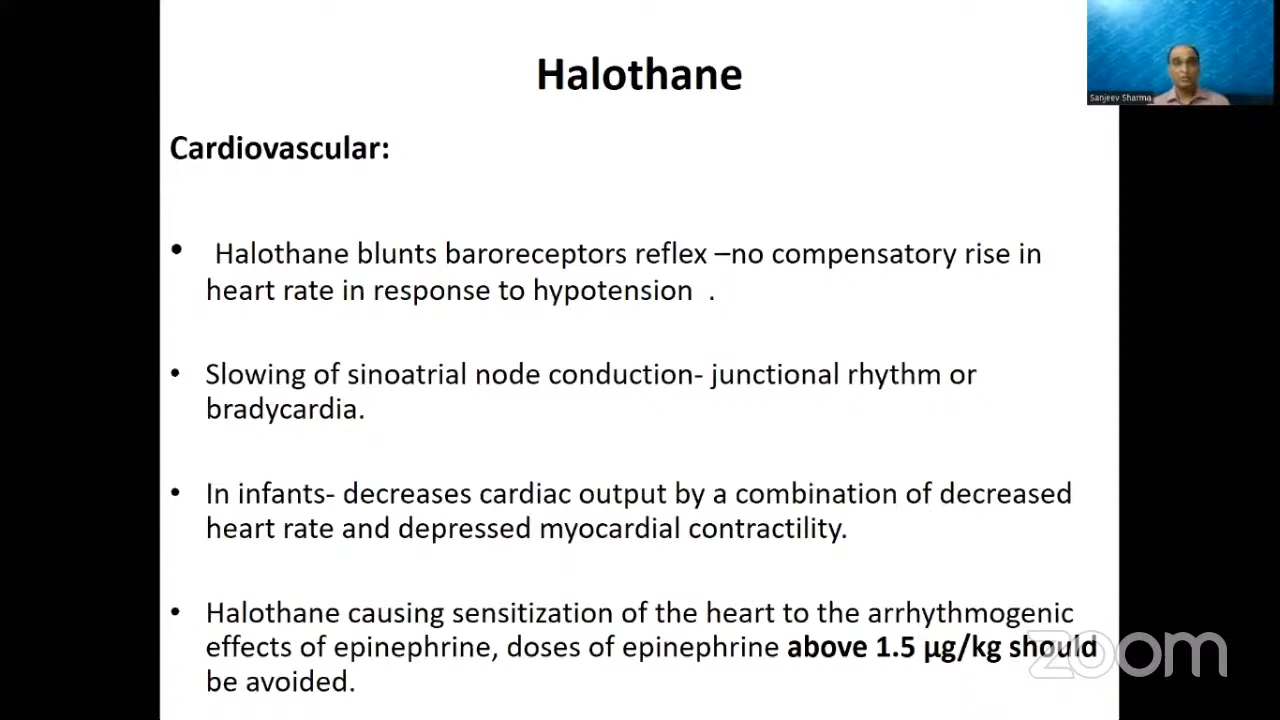 Halothane
Sanjeev Sharma
Cardiovascular:
• Halothane blunts baroreceptors reflex –no compensatory rise in
heart rate in response to hypotension .
• Slowing of sinoatrial node conduction- junctional rhythm or
bradycardia.
• In infants- decreases cardiac output by a combination of decreased
heart rate and depressed myocardial contractility.
• Halothane causing sensitization of the heart to the arrhythmogenic
effects of epinephrine, doses of epinephrine above 1.5 µg/kg should
be avoided.
zoom